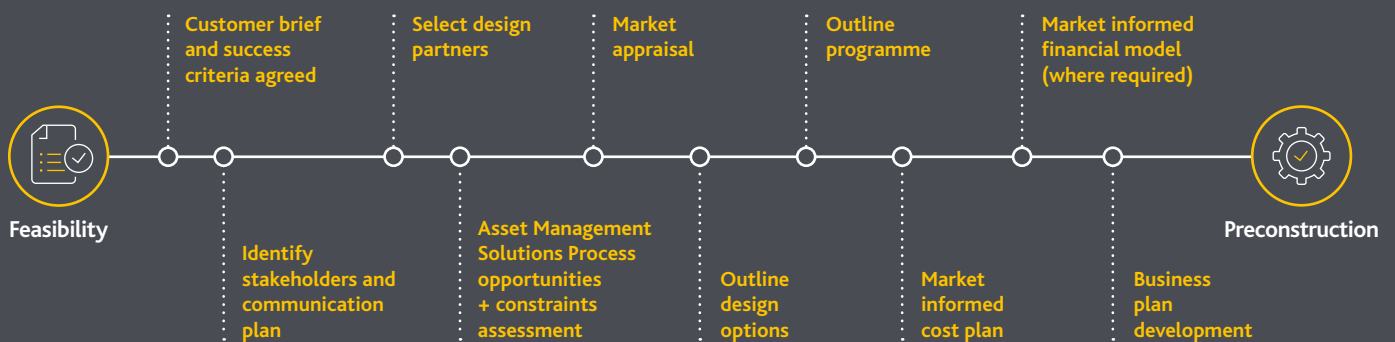 Customer brief
and success
criteria agreed
Select design
partners
Market
appraisal
Outline
programme
Market informed
financial model
(where required)
Feasibility
Preconstruction
Identify
stakeholders and
communication
plan
Asset Management
Solutions Process
opportunities
+ constraints
assessment
Outline
design
options
Market
informed
cost plan
Business
plan
development